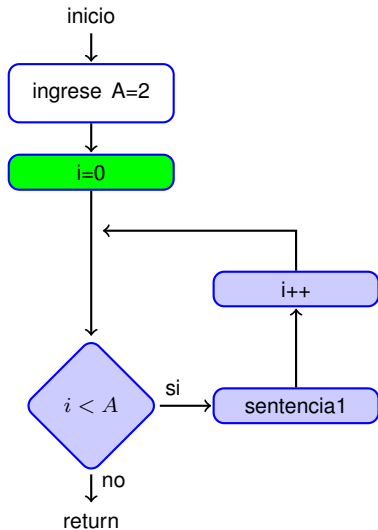 inicio
ingrese A=2
i=0
i++
i < A
si
sentencia1
no
return